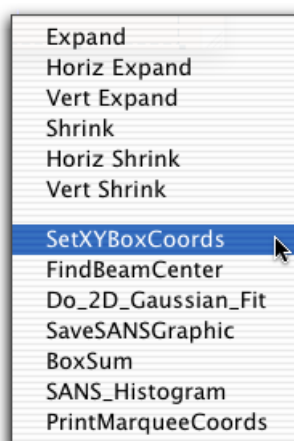 Expand
Horiz Expand
Vert Expand
Shrink
Horiz Shrink
Vert Shrink
SetXYBoxCoords
FindBeamCenter
Do_2D_Gaussian_Fit
SaveSANSGraphic
BoxSum
SANS_Histogram
PrintMarqueeCoords